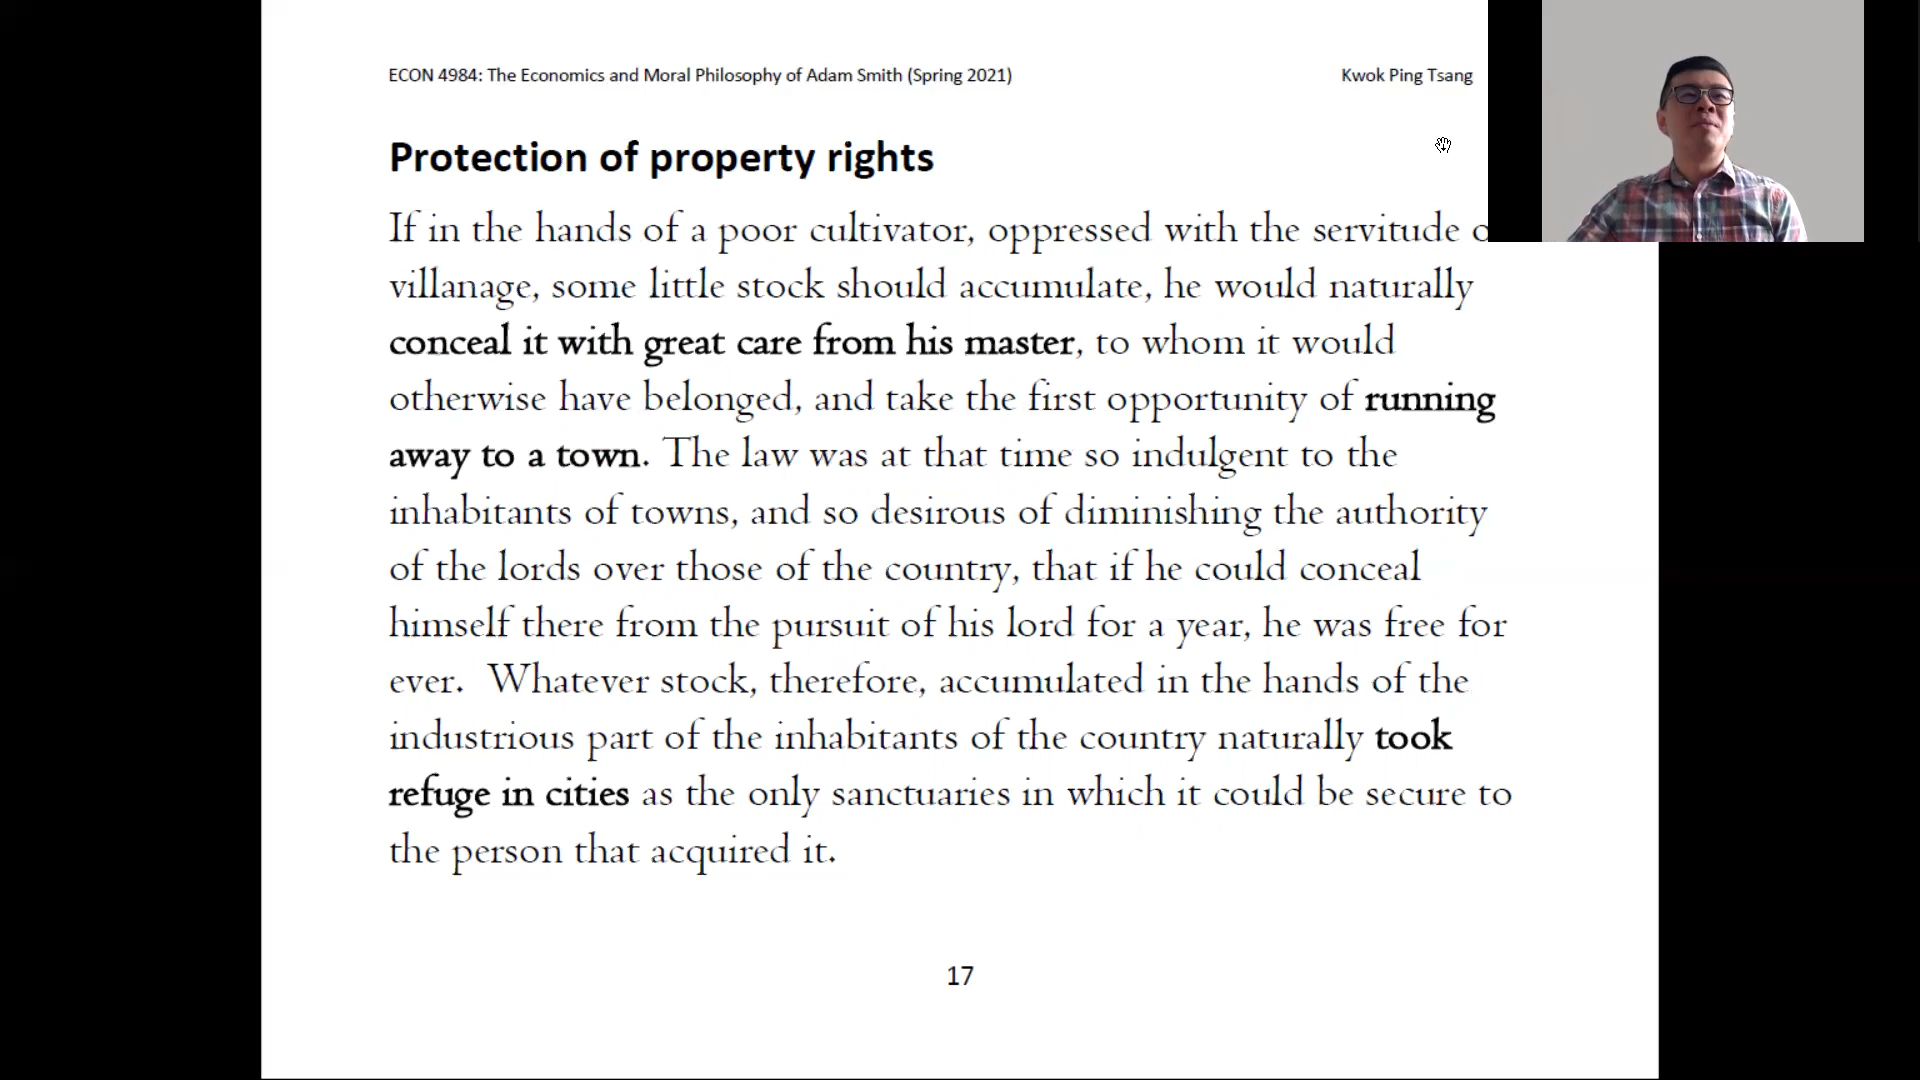 ECON 4984: The Economics and Moral Philosophy of Adam Smith (Spring 2021) Kwok Ping Tsang
Protection of property rights
If in the hands of a poor cultivator, oppressed with the servitude
villanage, some little stock should accumulate, he would naturally
conceal it with great care from his master, to whom it would
otherwise have belonged, and take the first opportunity of running
away to a town. The law was at that time so indulgent to the
inhabitants of towns, and so desirous of diminishing the authority
of the lords over those of the country, that if he could conceal
himself there from the pursuit of his lord for a year, he was free for
ever. Whatever stock, therefore, accumulated in the hands of the
industrious part of the inhabitants of the country naturally took
refuge in cities as the only sanctuaries in which it could be secure to
the person that acquired it.
17